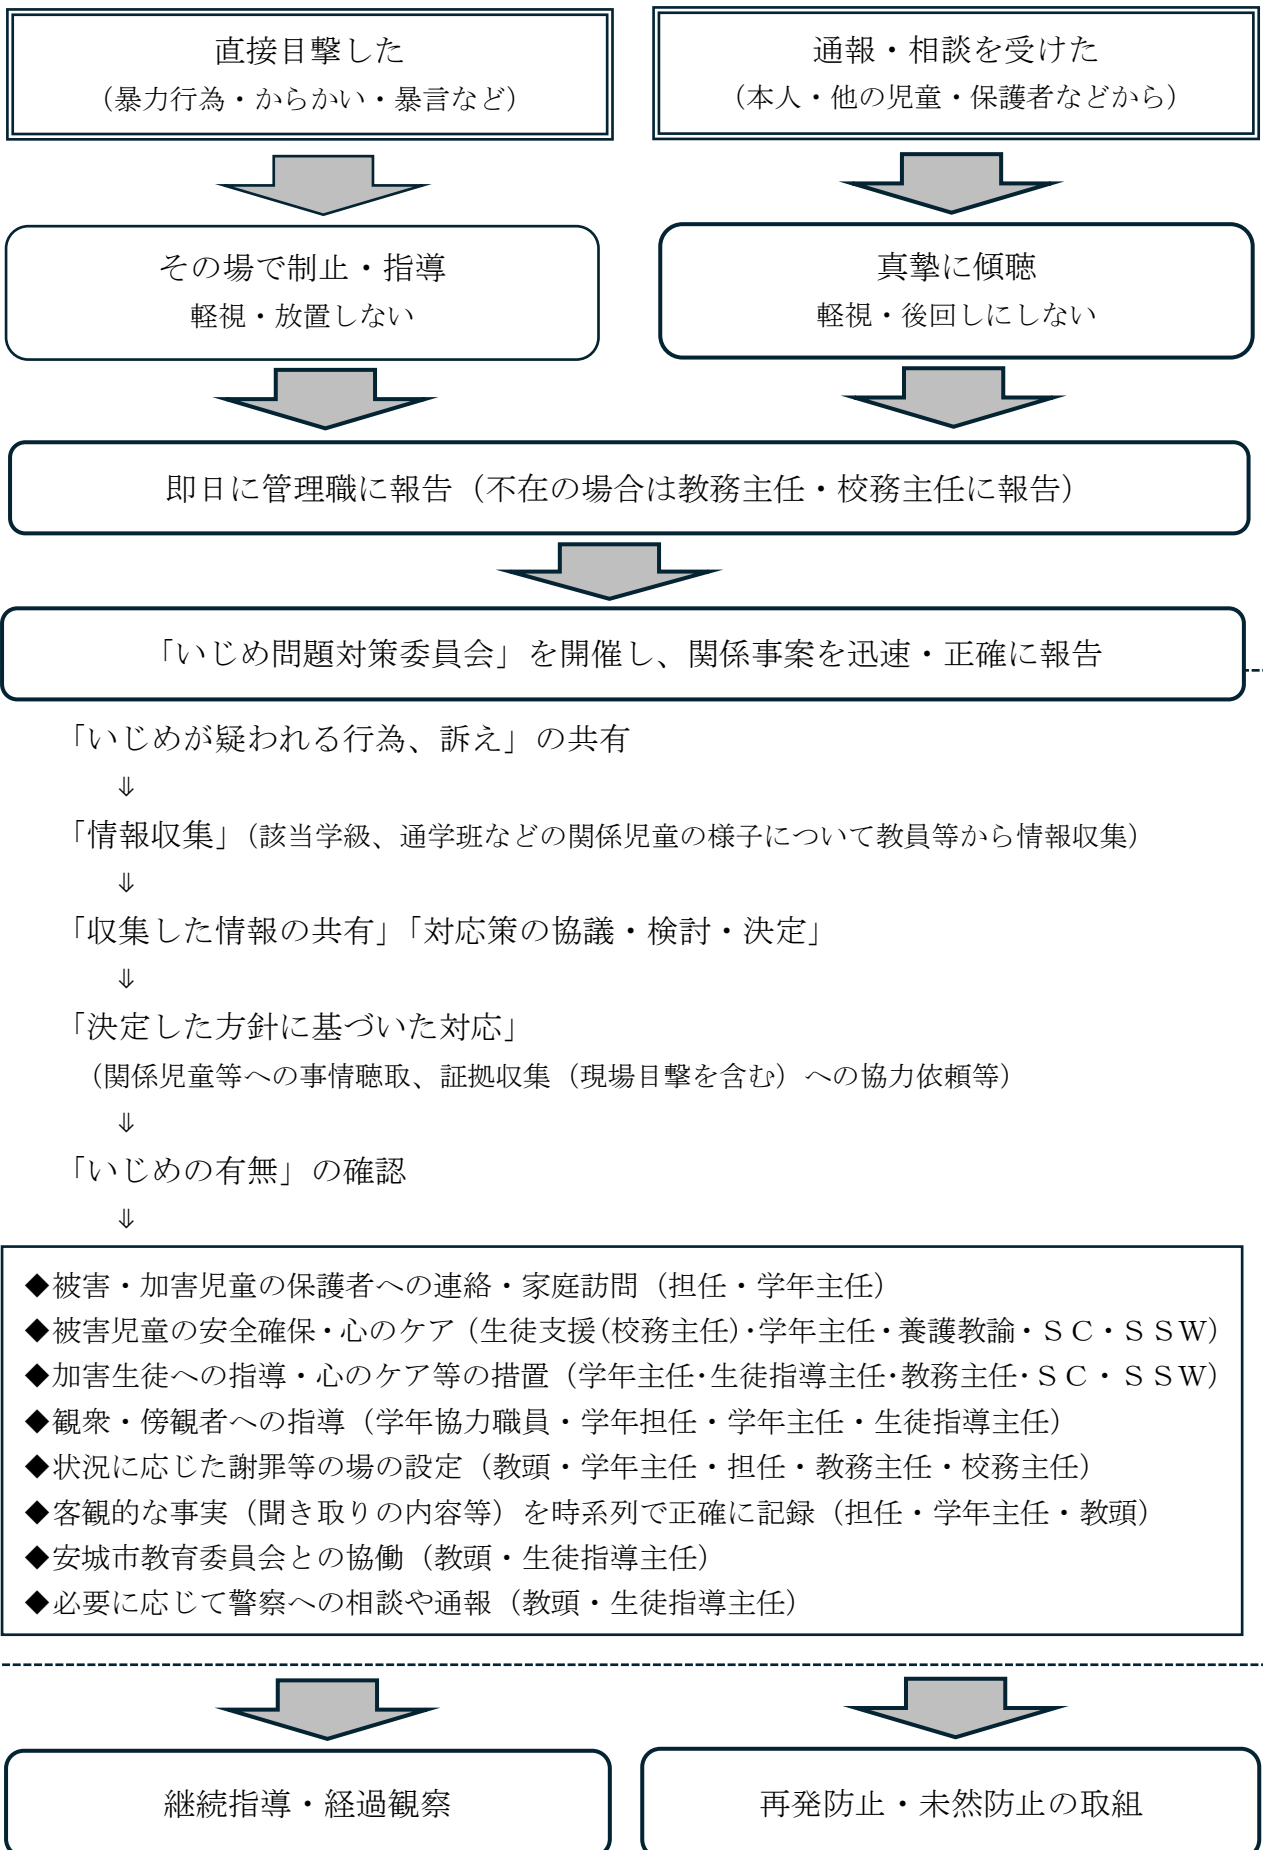 直接目撃した
（暴力行為・からかい・暴言など）
通報・相談を受けた
（本人・他の児童・保護者などから）
その場で制止・指導
軽視・放置しない
真摯に傾聴
軽視・後回しにしない
即日に管理職に報告（不在の場合は教務主任・校務主任に報告）
「いじめ問題対策委員会」を開催し、関係事案を迅速・正確に報告
「いじめが疑われる行為、訴え」の共有
⇓
「情報収集」（該当学級、通学班などの関係児童の様子について教員等から情報収集）
⇓
「収集した情報の共有」「対応策の協議・検討・決定」
⇓
「決定した方針に基づいた対応」
（関係児童等への事情聴取、証拠収集（現場目撃を含む）への協力依頼等）
⇓
「いじめの有無」の確認
⇓
◆被害・加害児童の保護者への連絡・家庭訪問（担任・学年主任）
◆被害児童の安全確保・心のケア（生徒支援(校務主任)・学年主任・養護教諭・ＳＣ・ＳＳＷ）
◆加害生徒への指導・心のケア等の措置（学年主任・生徒指導主任・教務主任・ＳＣ・ＳＳＷ）
◆観衆・傍観者への指導（学年協力職員・学年担任・学年主任・生徒指導主任）
◆状況に応じた謝罪等の場の設定（教頭・学年主任・担任・教務主任・校務主任）
◆客観的な事実（聞き取りの内容等）を時系列で正確に記録（担任・学年主任・教頭）
◆安城市教育委員会との協働（教頭・生徒指導主任）
◆必要に応じて警察への相談や通報（教頭・生徒指導主任）
継続指導・経過観察
再発防止・未然防止の取組